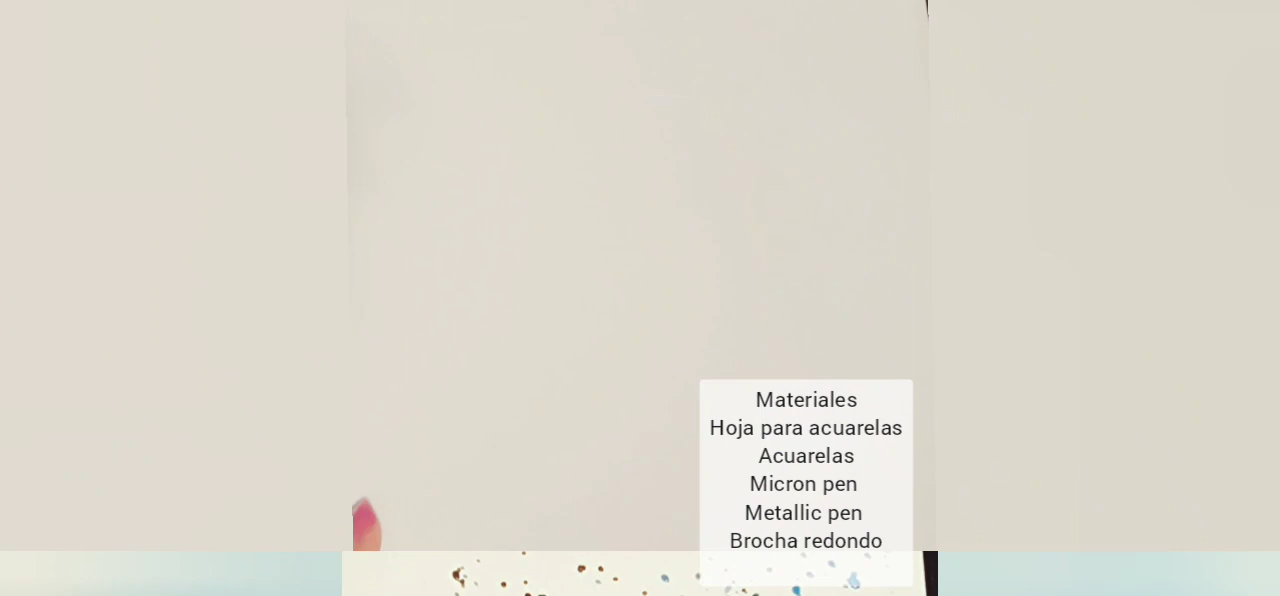 Materiales
Hoja para acuarelas
Acuarelas
Micron pen
Metallic pen
Brocha redondo